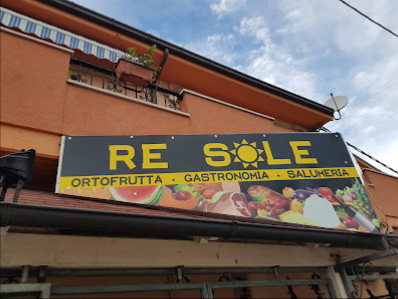 RE SOLE
ORTOFRUTTA · GASTRONOMIA · SALUMERIA